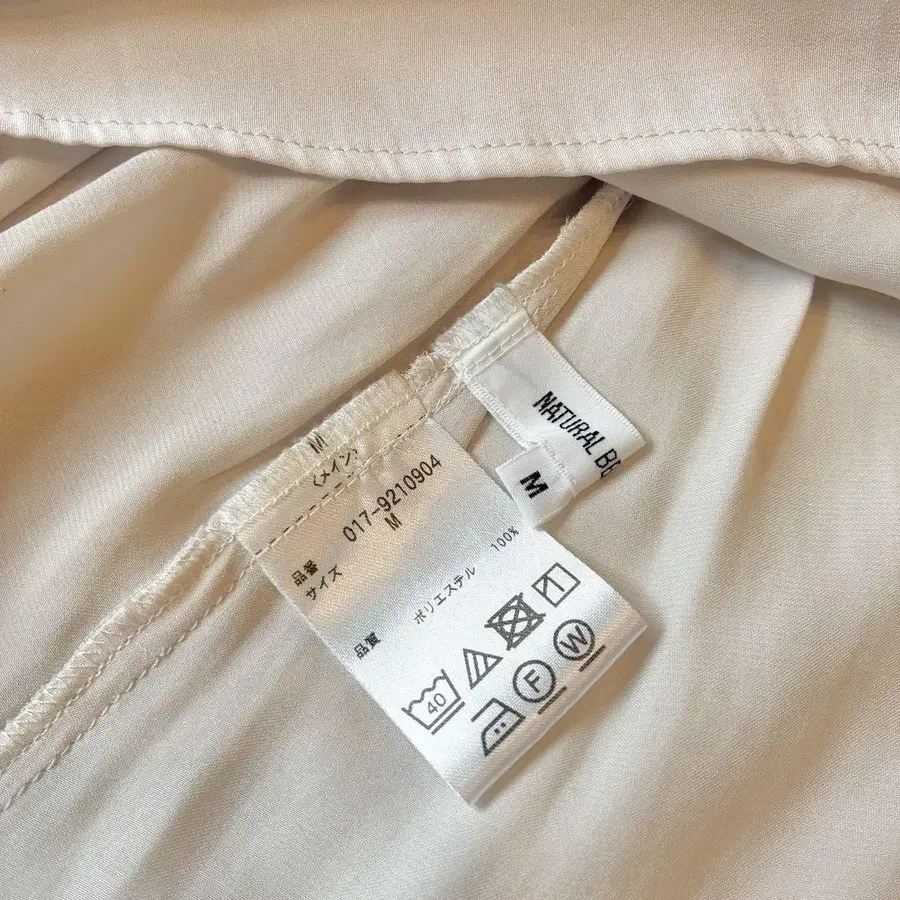 NATURAL BE
M
M
〈メイン〉
品番 017-9210904
サイズ M
品質 ポリエステル 100%
40
F
W